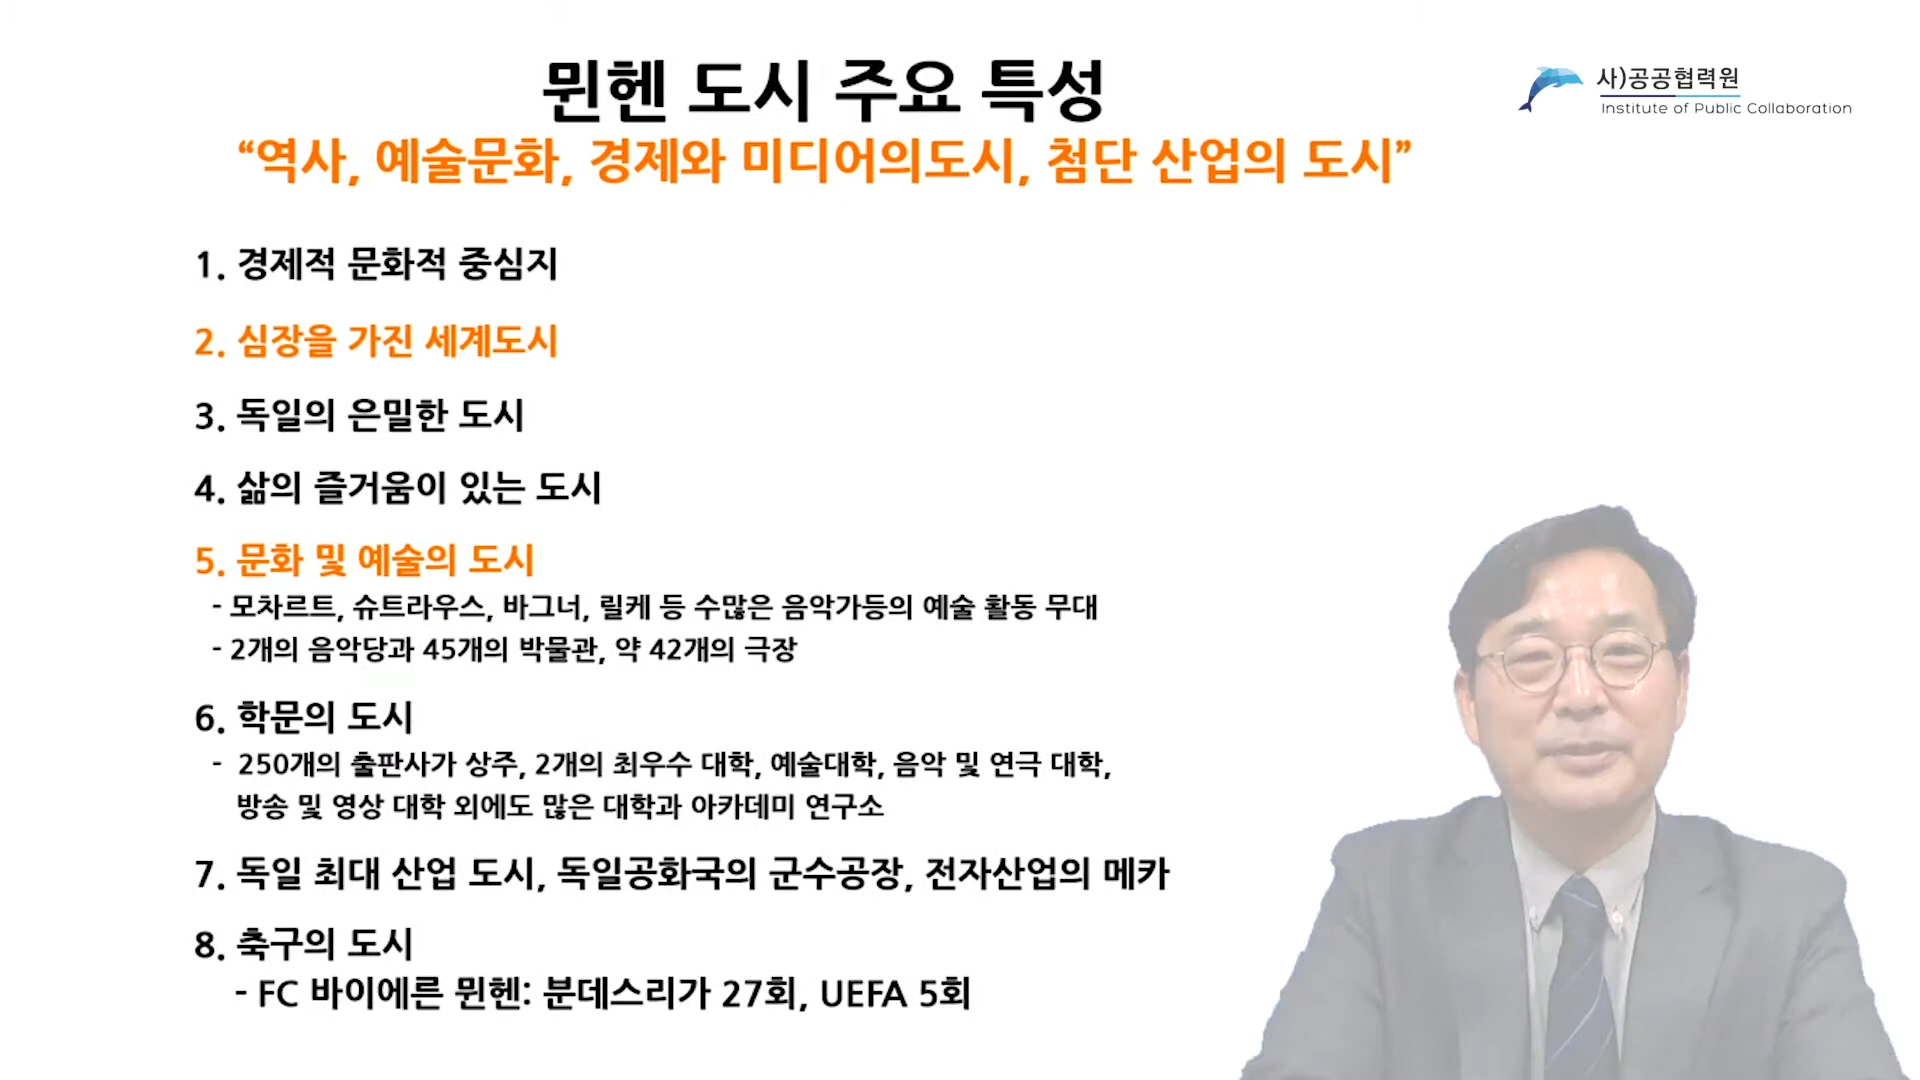 뮌헨 도시 주요 특성
“역사, 예술문화, 경제와 미디어의도시, 첨단 산업의 도시”
사)공공협력원
Institute of Public Collaboration
1. 경제적 문화적 중심지
2. 심장을 가진 세계도시
3. 독일의 은밀한 도시
4. 삶의 즐거움이 있는 도시
5. 문화 및 예술의 도시
- 모차르트, 슈트라우스, 바그너, 릴케 등 수많은 음악가등의 예술 활동 무대
- 2개의 음악당과 45개의 박물관, 약 42개의 극장
6. 학문의 도시
- 250개의 출판사가 상주, 2개의 최우수 대학, 예술대학, 음악 및 연극 대학,
방송 및 영상 대학 외에도 많은 대학과 아카데미 연구소
7. 독일 최대 산업 도시, 독일공화국의 군수공장, 전자산업의 메카
8. 축구의 도시
- FC 바이에른 뮌헨: 분데스리가 27회, UEFA 5회